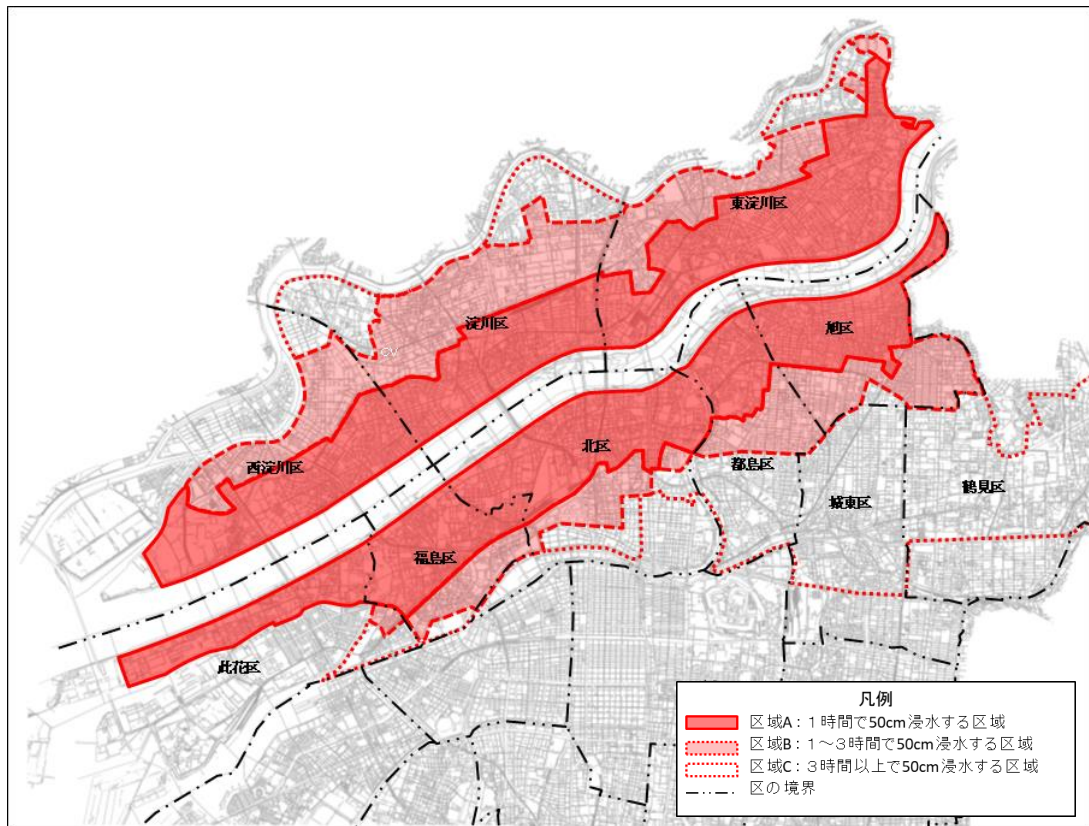 東淀川区
淀川区
旭区
北区
西淀川区
都島区
城東区
鶴見区
福島区
此花区
凡例
区域A：１時間で50cm浸水する区域
区域B：１～３時間で50cm浸水する区域
区域C：３時間以上で50cm浸水する区域
区の境界